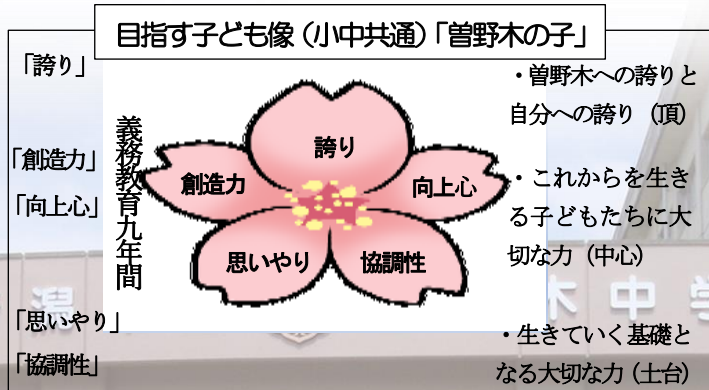 目指す子ども像(小中共通)「曽野木の子」
「誇り」
「創造力」
「向上心」
「思いやり」
「協調性」
義務教育九年間
誇り
創造力
向上心
思いやり
協調性
・曽野木への誇りと
自分への誇り(頂)
・これからを生き
る子どもたちに大
切な力(中心)
・生きていく基礎と
なる大切な力(土台)
潟
木中学